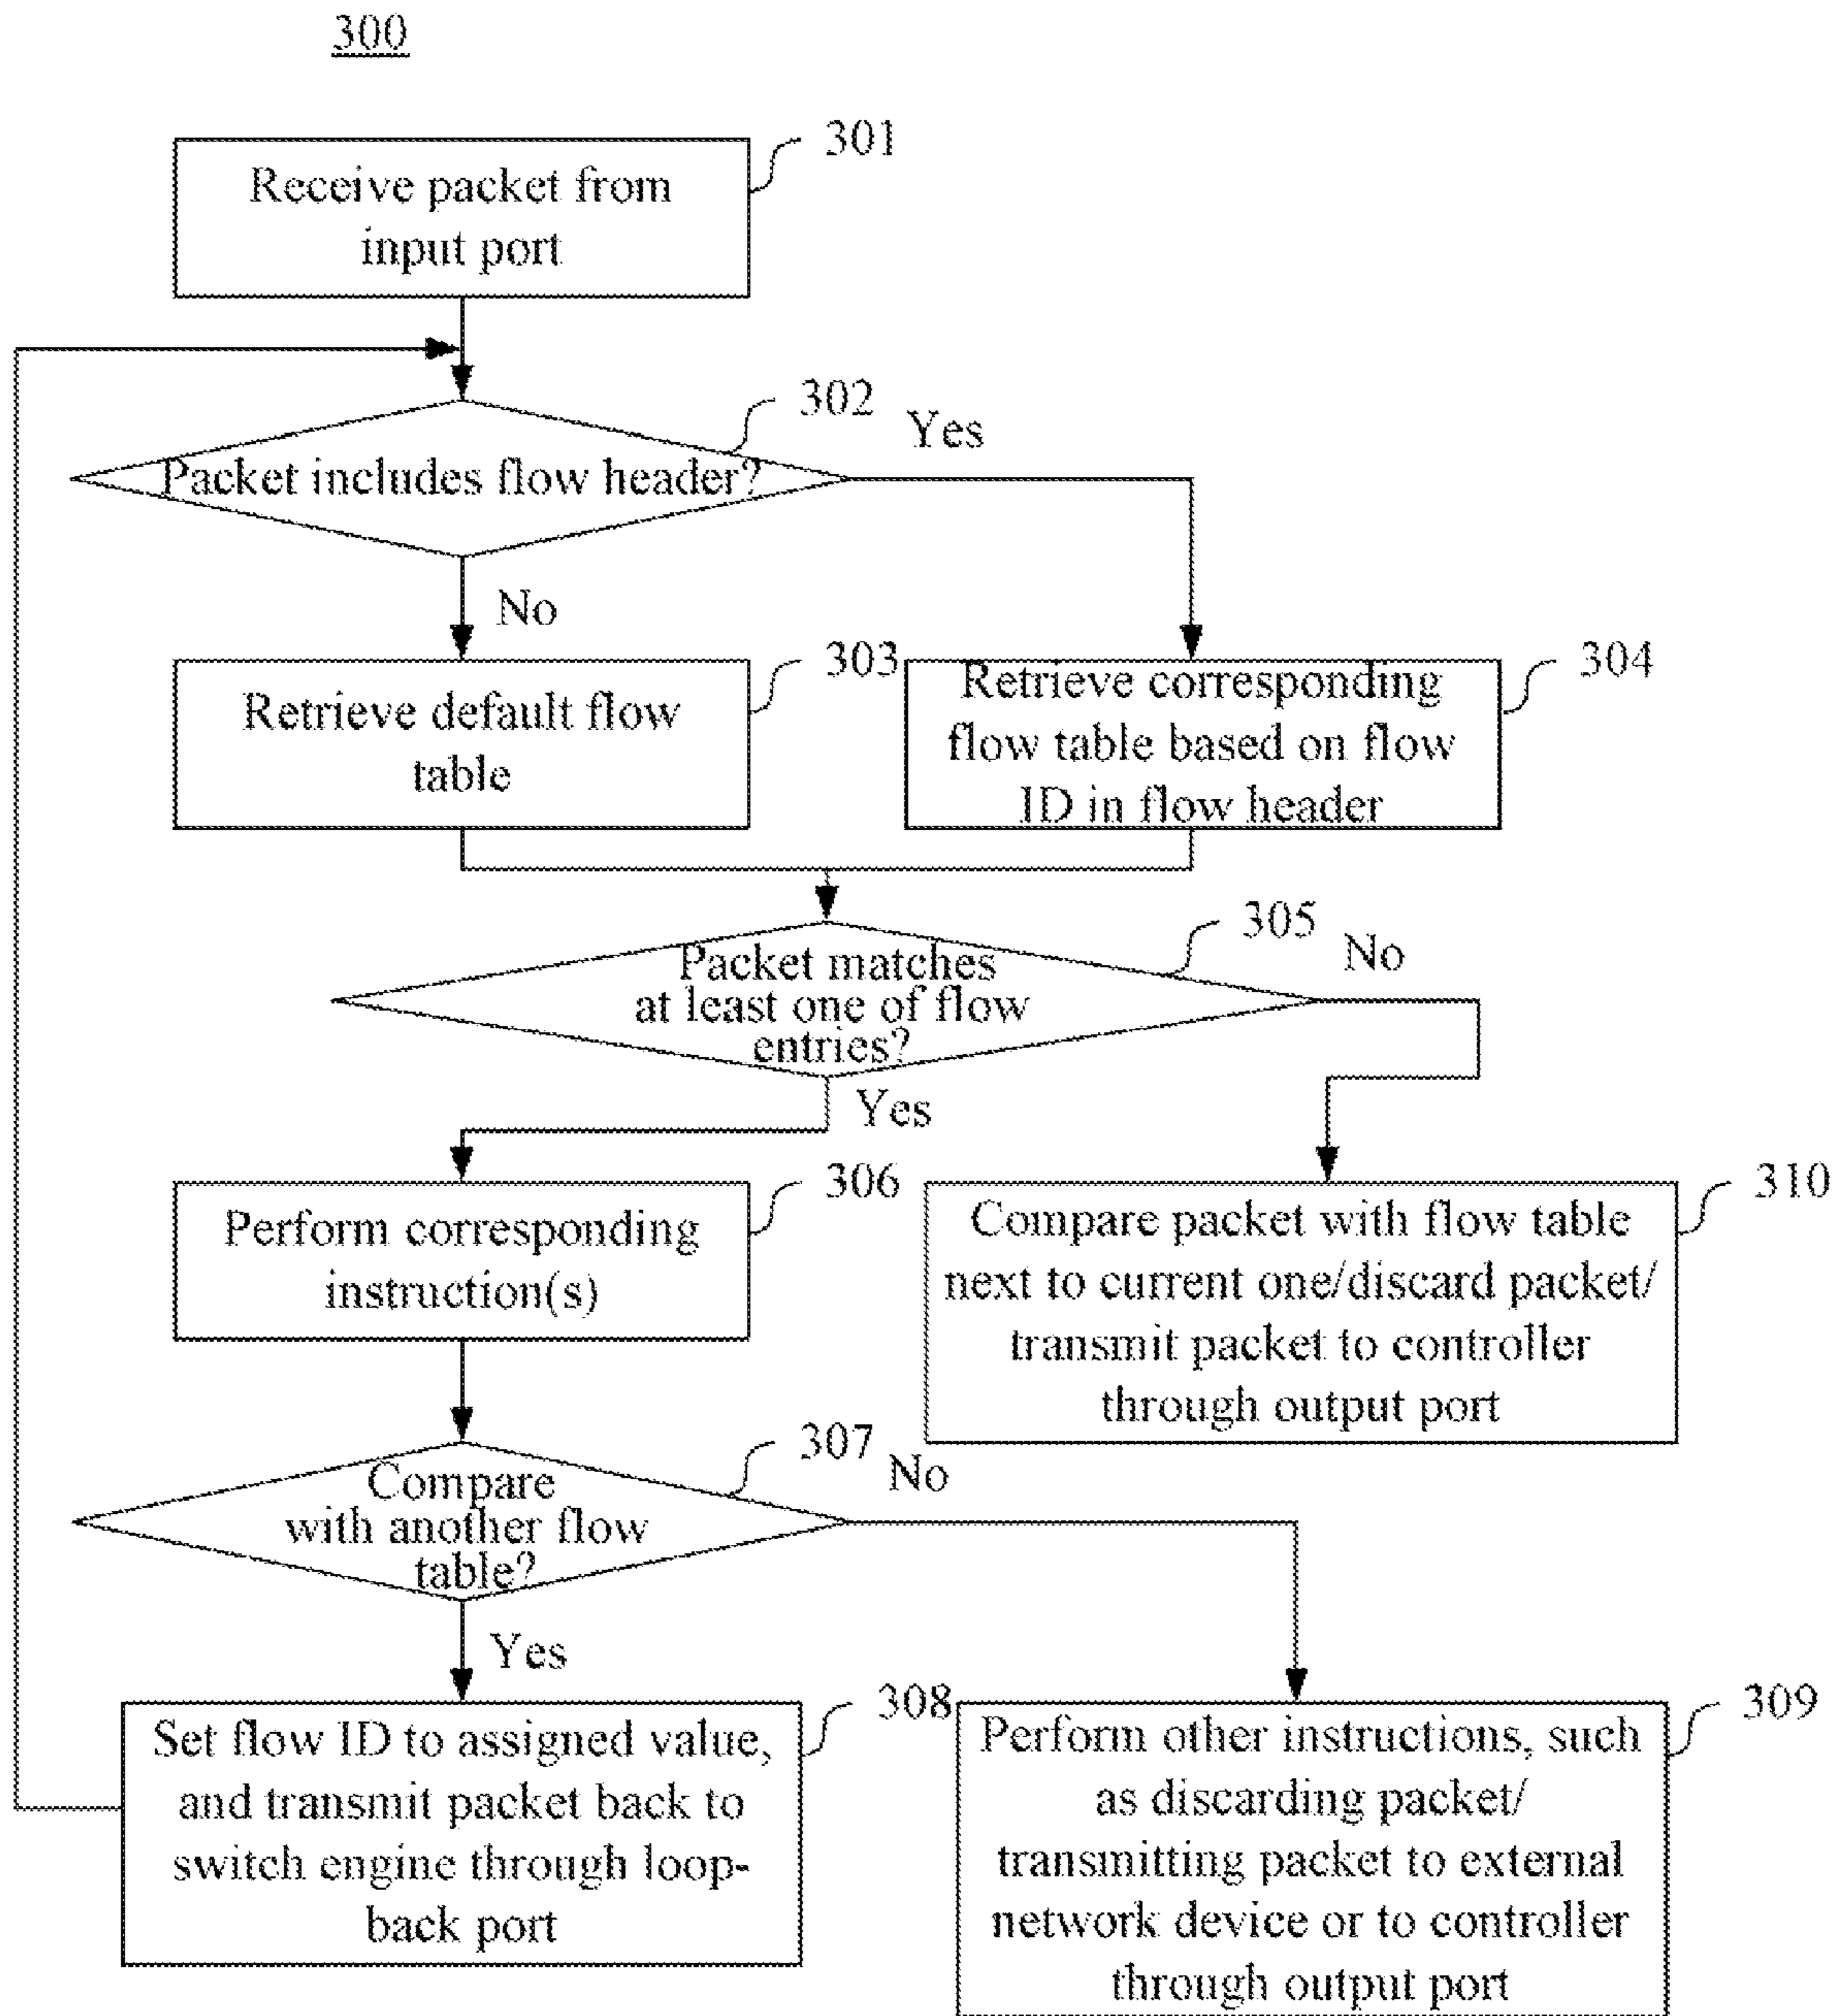 300
301
Receive packet from
input port
302
Yes
Packet includes flow header?
No
303
Retrieve default flow
table
304
Retrieve corresponding
flow table based on flow
ID in flow header
305
No
Packet matches
at least one of flow
entries?
Yes
306
Perform corresponding
instruction(s)
310
Compare packet with flow table
next to current one/discard packet/
transmit packet to controller
through output port
307
No
Compare
with another flow
table?
Yes
308
Set flow ID to assigned value,
and transmit packet back to
switch engine through loop-
back port
309
Perform other instructions, such
as discarding packet/
transmitting packet to external
network device or to controller
through output port